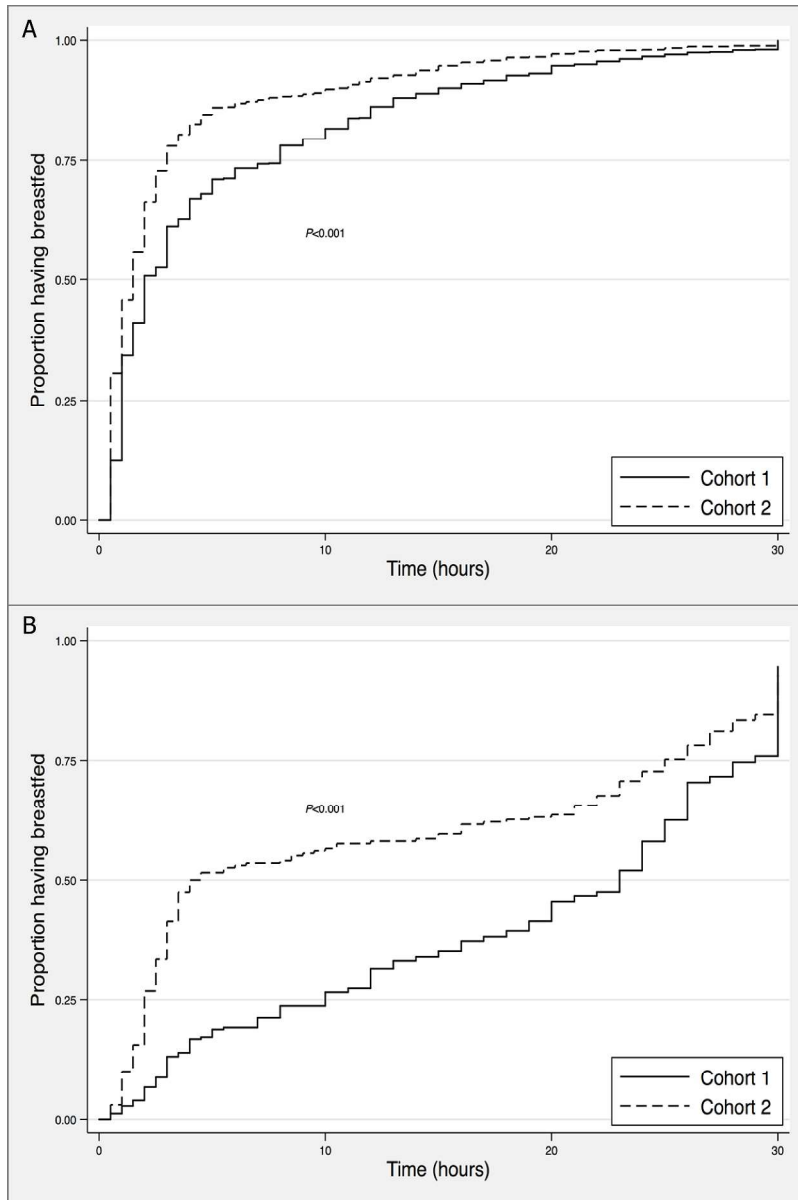 A
1.00
0.75
0.50
0.25
0.00
Proportion having breastfed
P<0.001
Cohort 1
Cohort 2
0 10 20 30
Time (hours)
B
1.00
0.75
0.50
0.25
0.00
Proportion having breastfed
P<0.001
Cohort 1
Cohort 2
0 10 20 30
Time (hours)